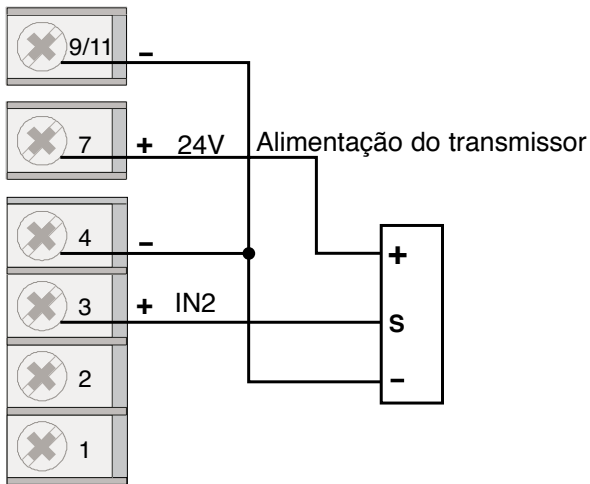 9/11 –
7 + 24V Alimentação do transmissor
4 –
+
3 + IN2
S
2
–
1